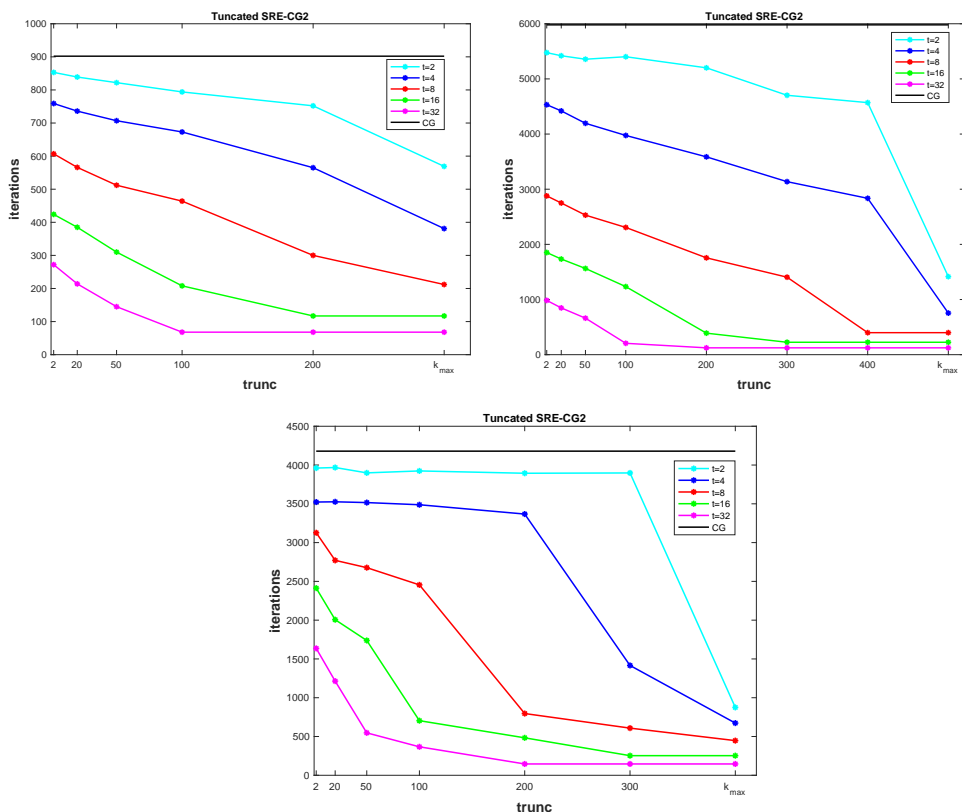 Tuncated SRE-CG2
1000
900
800
700
600
500
400
300
200
100
0
iterations
t=2
t=4
t=8
t=16
t=32
CG
2 20 50 100 200 k_max
trunc
Tuncated SRE-CG2
6000
5000
4000
3000
2000
1000
0
iterations
t=2
t=4
t=8
t=16
t=32
CG
2 20 50 100 200 300 400 k_max
trunc
Tuncated SRE-CG2
4500
4000
3500
3000
2500
2000
1500
1000
500
0
iterations
t=2
t=4
t=8
t=16
t=32
CG
2 20 50 100 200 300 k_max
trunc